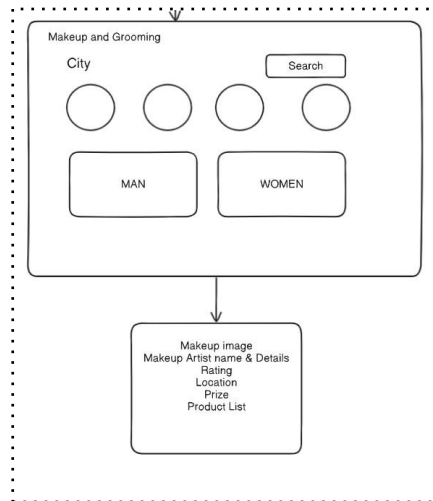 Makeup and Grooming
City
Search
MAN
WOMEN
Makeup image
Makeup Artist name & Details
Rating
Location
Prize
Product List